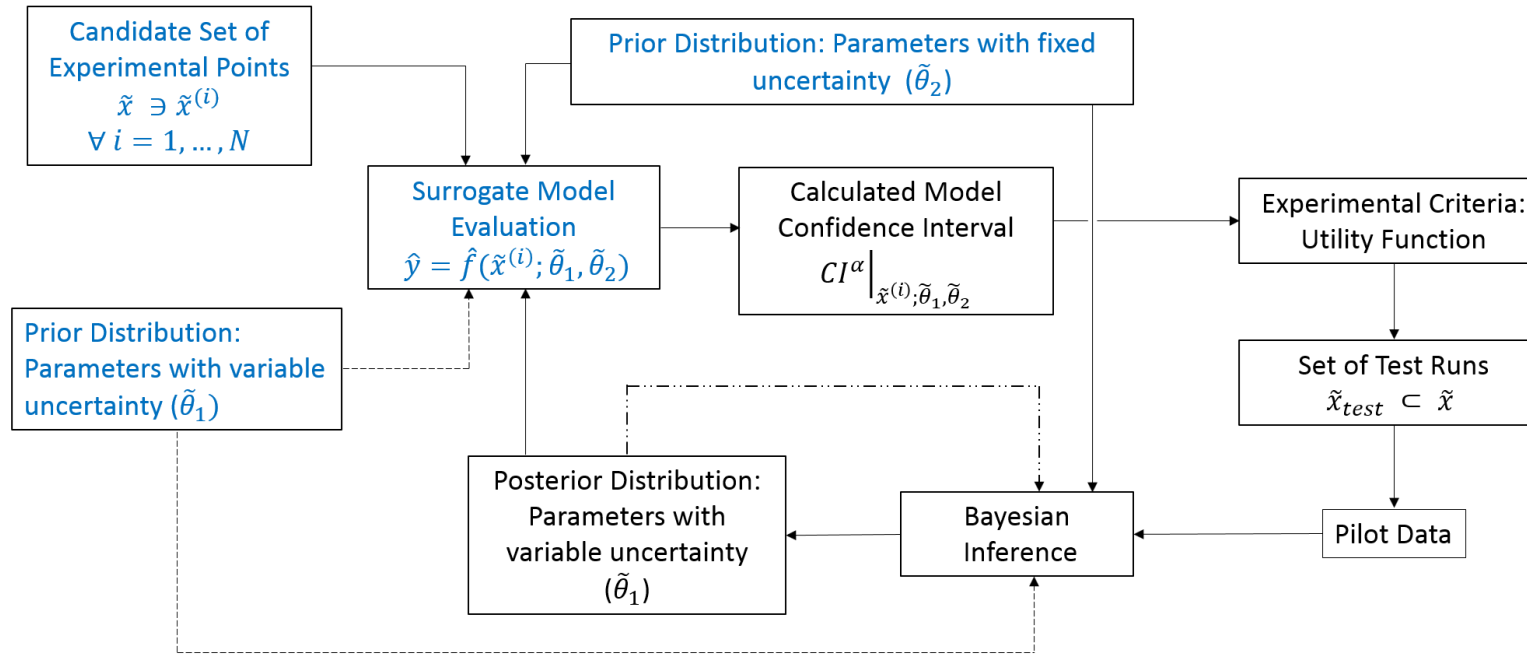 Candidate Set of
Experimental Points
x̃ ∋ x̃⁽ⁱ⁾
∀ i = 1, …, N
Prior Distribution: Parameters with fixed
uncertainty (θ̃₂)
Surrogate Model
Evaluation
ŷ = f̂(x̃⁽ⁱ⁾; θ̃₁, θ̃₂)
Calculated Model
Confidence Interval
CI^α|_x̃⁽ⁱ⁾;θ̃₁,θ̃₂
Experimental Criteria:
Utility Function
Prior Distribution:
Parameters with variable
uncertainty (θ̃₁)
Set of Test Runs
x̃_test ⊂ x̃
Posterior Distribution:
Parameters with
variable uncertainty
(θ̃₁)
Bayesian
Inference
Pilot Data